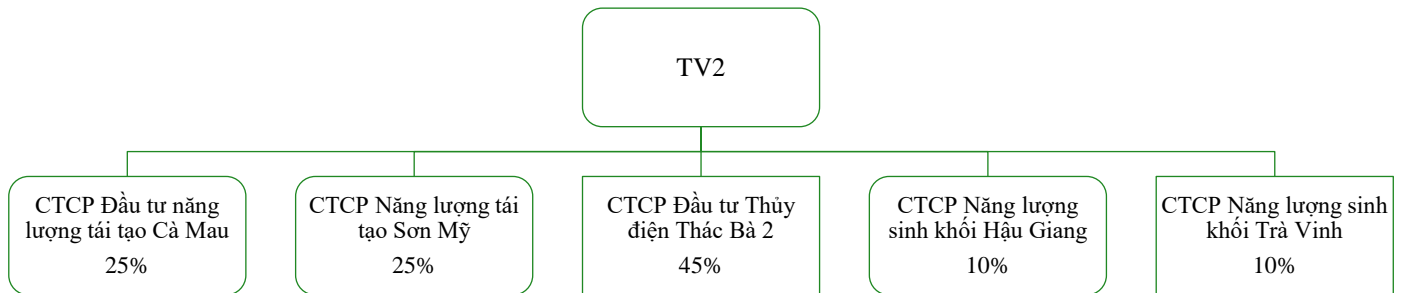 TV2
CTCP Đầu tư năng
lượng tái tạo Cà Mau
25%
CTCP Năng lượng tái
tạo Sơn Mỹ
25%
CTCP Đầu tư Thủy
điện Thác Bà 2
45%
CTCP Năng lượng
sinh khối Hậu Giang
10%
CTCP Năng lượng sinh
khối Trà Vinh
10%